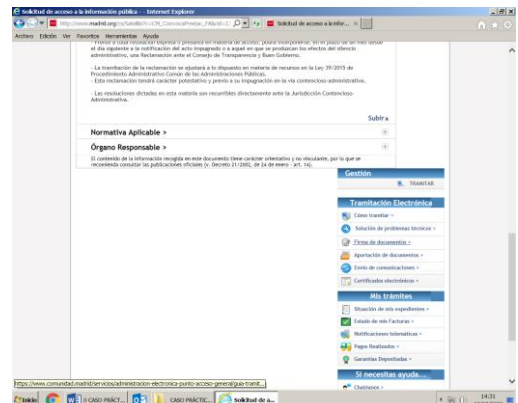 Solicitud de acceso a la información pública - Internet Explorer
Solicitud de acceso a la infor...
Archivo Edición Ver Favoritos Herramientas Ayuda
el día siguiente a la notificación del acto impugnado o a aquel en que se produzcan los efectos del silencio
administrativo, una Reclamación ante el Consejo de Transparencia y Buen Gobierno.
- La tramitación de la reclamación se ajustará a lo dispuesto en materia de recursos en la Ley 39/2015 de
Procedimiento Administrativo Común de las Administraciones Públicas.
- Esta reclamación tendrá carácter potestativo y previo a su impugnación en la vía contencioso-administrativa.
- Las resoluciones dictadas en esta materia son recurribles directamente ante la Jurisdicción Contencioso-
Administrativa.
Subir
Normativa Aplicable >
Órgano Responsable >
El contenido de la información recogida en este documento tiene carácter orientativo y no vinculante, por lo que se
recomienda consultar las publicaciones oficiales (v. Decreto 21/2002, de 24 de enero - art. 14).
Gestión
TRAMITAR
Tramitación Electrónica
Cómo tramitar >
Solución de problemas técnicos >
Firma de documentos >
Aportación de documentos >
Envío de comunicaciones >
Certificados electrónicos >
Mis trámites
Situación de mis expedientes >
Estado de mis Facturas >
Notificaciones telemáticas >
Pagos Realizados >
Garantías Depositadas >
Si necesitas ayuda...
Chatéanos >
https://www.comunidad.madrid/servicios/administracion-electronica-punto-acceso-general/guia-tramit...
Inicio
II CASO PRÁCT...
CASO PRÁCTIC...
Solicitud de a...
14:31